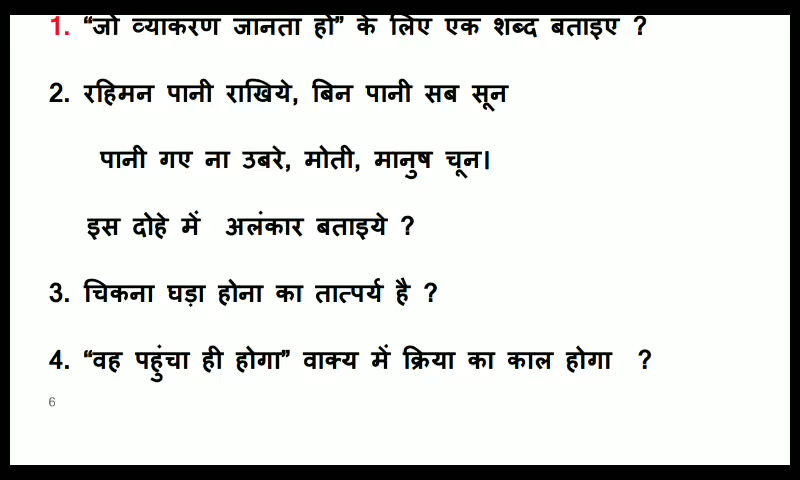 1. “जो व्याकरण जानता हो” के लिए एक शब्द बताइए ?
2. रहिमन पानी राखिये, बिन पानी सब सून
पानी गए ना उबरे, मोती, मानुष चून।
इस दोहे में अलंकार बताइये ?
3. चिकना घड़ा होना का तात्पर्य है ?
4. “वह पहुंचा ही होगा” वाक्य में क्रिया का काल होगा ?
6